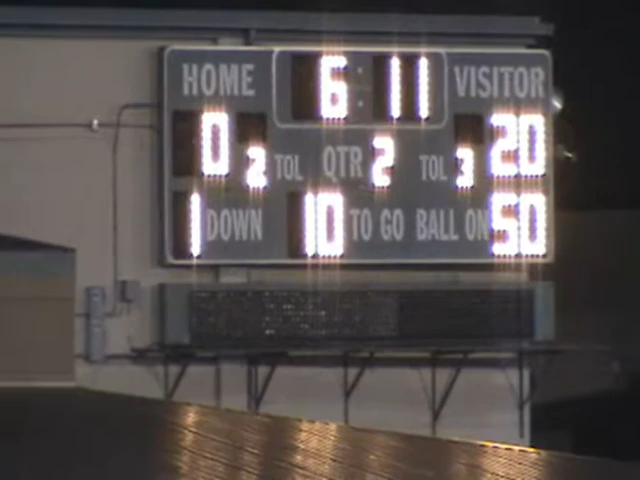 HOME 6:11 VISITOR
0 2 TOL QTR 2 TOL 3 20
1 DOWN 10 TO GO BALL ON 50